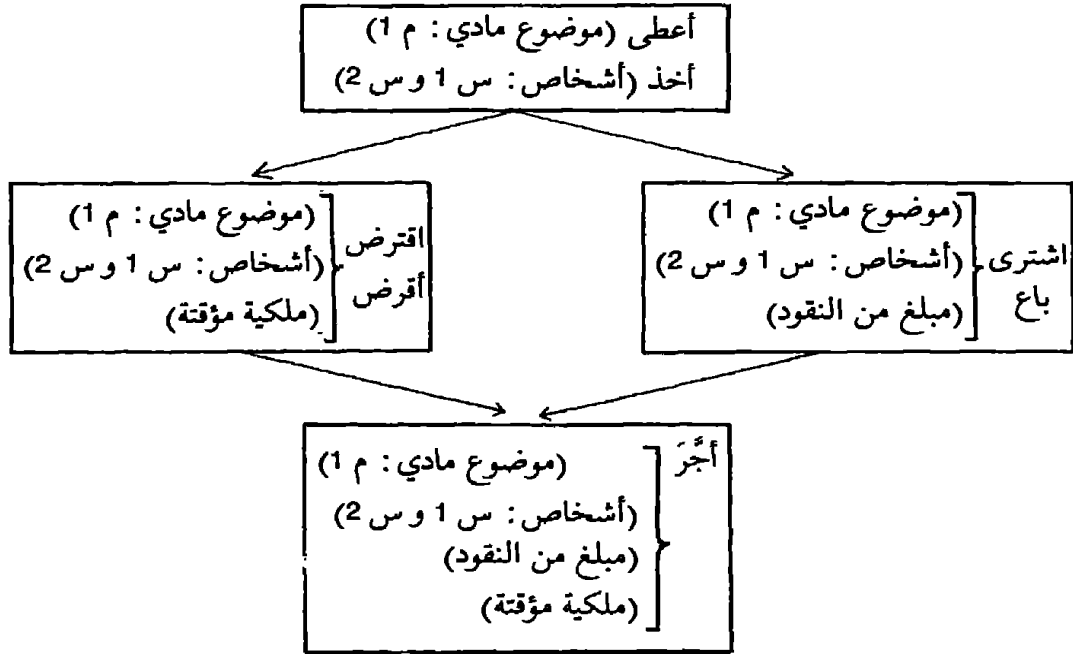 أعطى (موضوع مادي: م 1)
أخذ (أشخاص: س 1 و س 2)
اشترى
باع
(موضوع مادي: م 1)
(أشخاص: س 1 و س 2)
(مبلغ من النقود)
اقترض
أقرض
(موضوع مادي: م 1)
(أشخاص: س 1 و س 2)
(ملكية مؤقتة)
أجَّرَ (موضوع مادي: م 1)
(أشخاص: س 1 و س 2)
(مبلغ من النقود)
(ملكية مؤقتة)